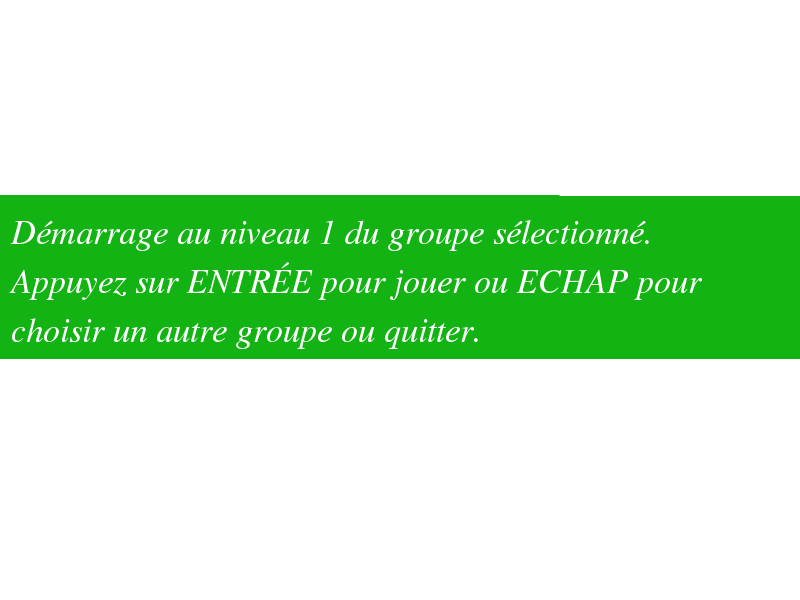 Démarrage au niveau 1 du groupe sélectionné.
Appuyez sur ENTRÉE pour jouer ou ECHAP pour
choisir un autre groupe ou quitter.